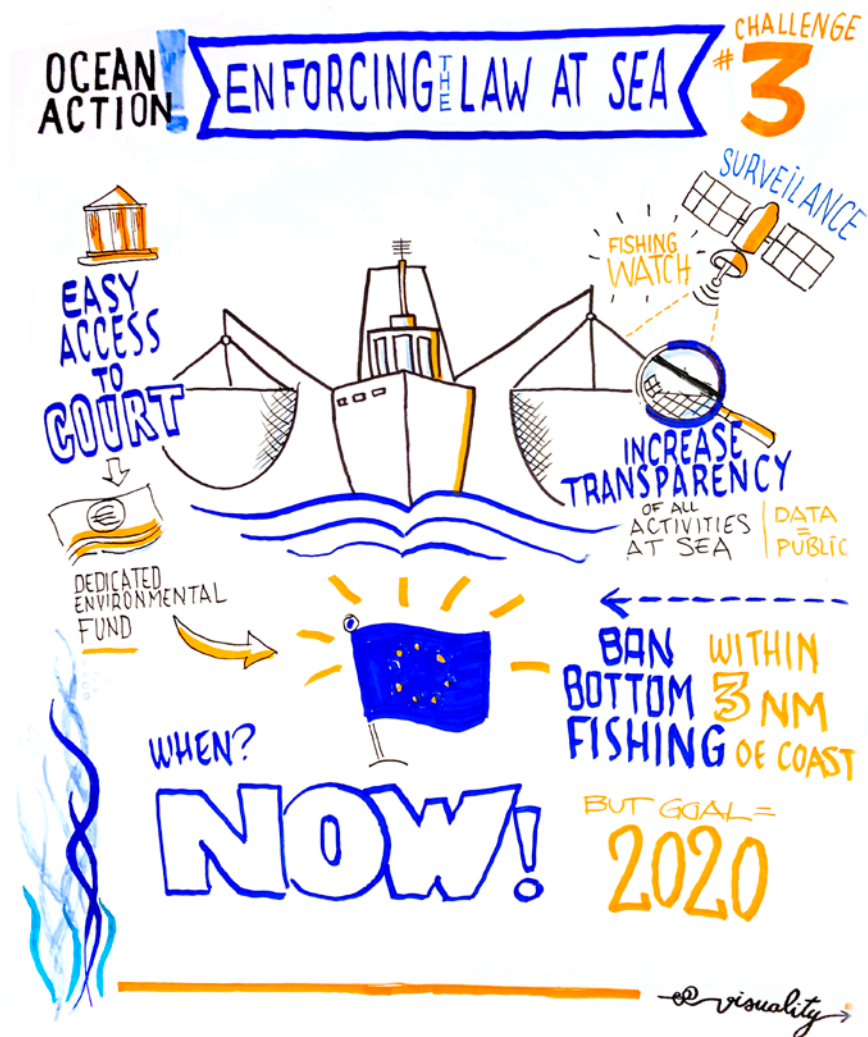 OCEAN
ACTION!
ENFORCING THE LAW AT SEA
CHALLENGE
#3
SURVEILANCE
FISHING
WATCH
EASY
ACCESS
TO
COURT
INCREASE
TRANSPARENCY
OF ALL
ACTIVITIES
AT SEA
DATA
=
PUBLIC
€
DEDICATED
ENVIRONMENTAL
FUND
BAN
BOTTOM
FISHING
WITHIN
3 NM
OF COAST
WHEN?
NOW!
BUT GOAL =
2020
visuality